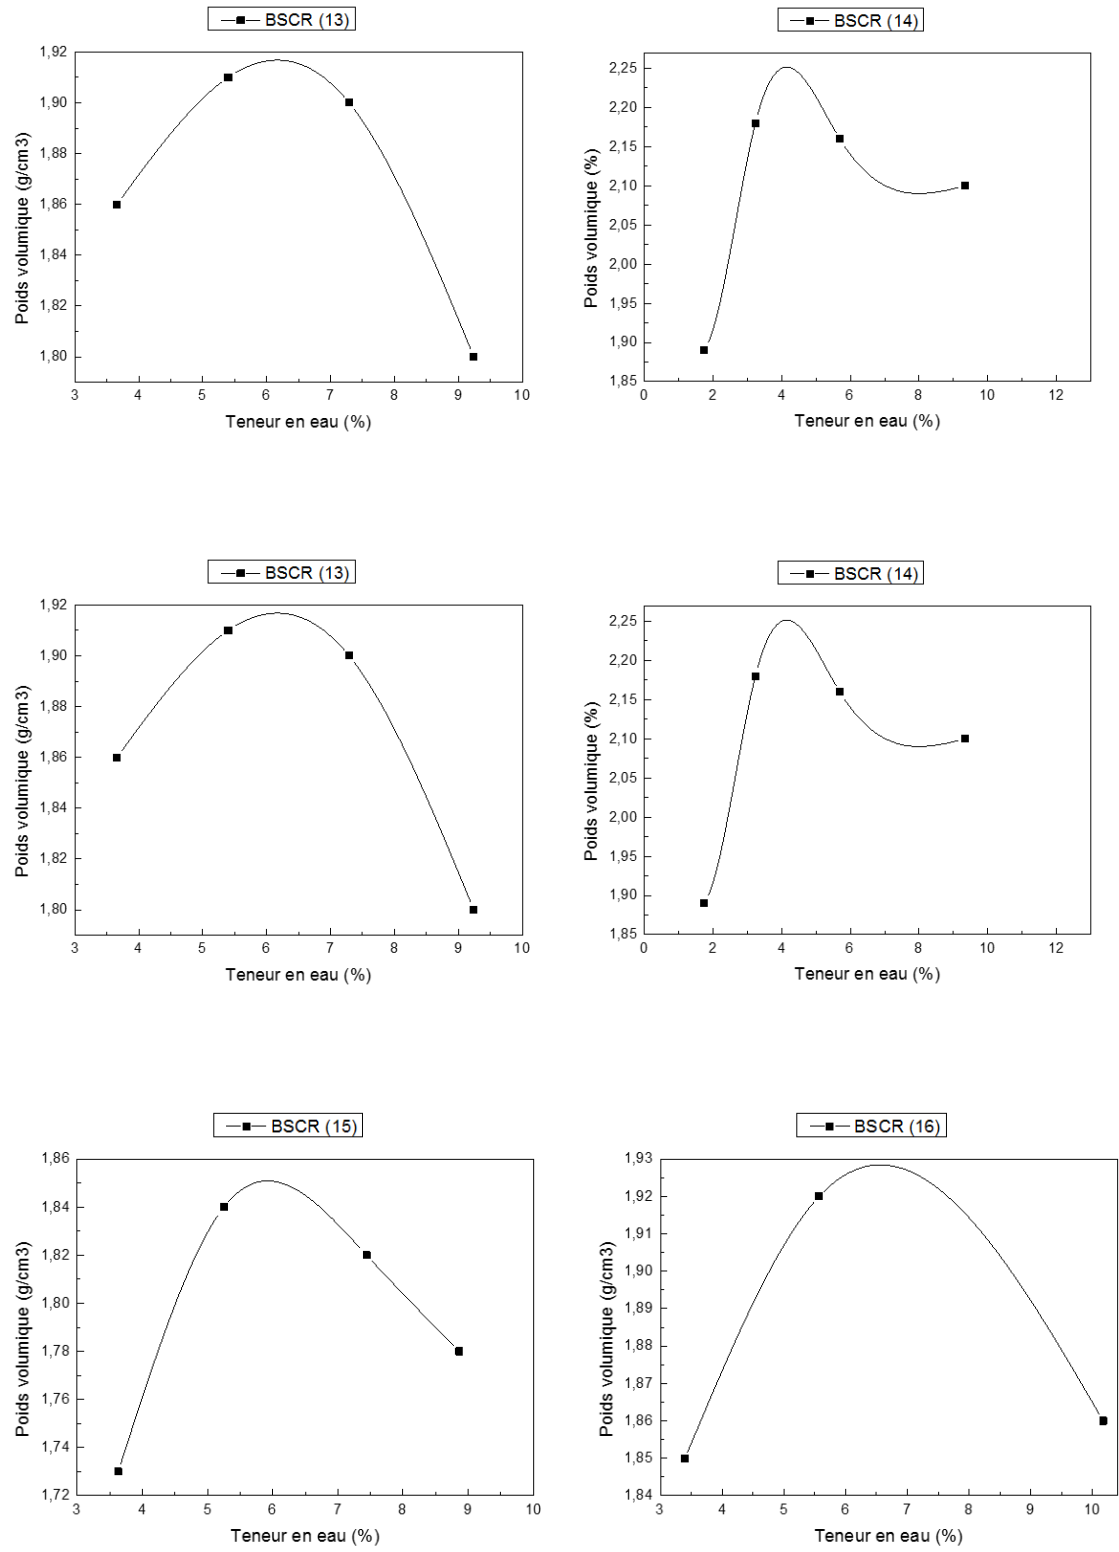 BSCR (13)
1,92
1,90
1,88
1,86
1,84
1,82
1,80
3 4 5 6 7 8 9 10
Poids volumique (g/cm3)
Teneur en eau (%)
BSCR (14)
2,25
2,20
2,15
2,10
2,05
2,00
1,95
1,90
1,85
0 2 4 6 8 10 12
Poids volumique (%)
Teneur en eau (%)
BSCR (13)
1,92
1,90
1,88
1,86
1,84
1,82
1,80
3 4 5 6 7 8 9 10
Poids volumique (g/cm3)
Teneur en eau (%)
BSCR (14)
2,25
2,20
2,15
2,10
2,05
2,00
1,95
1,90
1,85
0 2 4 6 8 10 12
Poids volumique (%)
Teneur en eau (%)
BSCR (15)
1,86
1,84
1,82
1,80
1,78
1,76
1,74
1,72
3 4 5 6 7 8 9 10
Poids volumique (g/cm3)
Teneur en eau (%)
BSCR (16)
1,93
1,92
1,91
1,90
1,89
1,88
1,87
1,86
1,85
1,84
3 4 5 6 7 8 9 10
Poids volumique (g/cm3)
Teneur en eau (%)